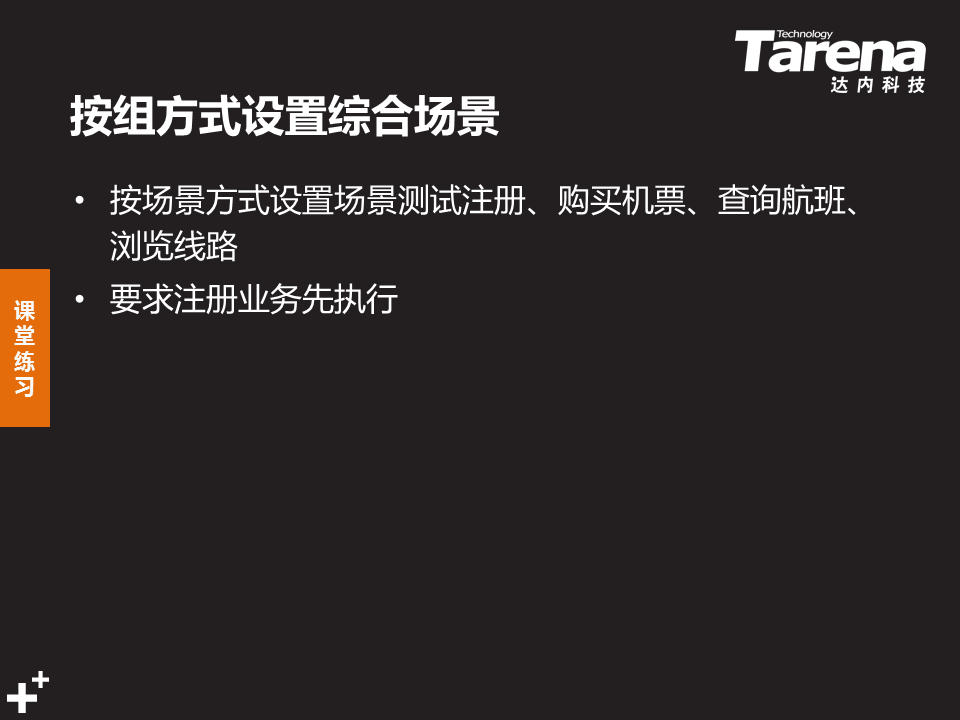 Technology
Tarena
达内科技
按组方式设置综合场景
• 按场景方式设置场景测试注册、购买机票、查询航班、
浏览线路
• 要求注册业务先执行
课
堂
练
习